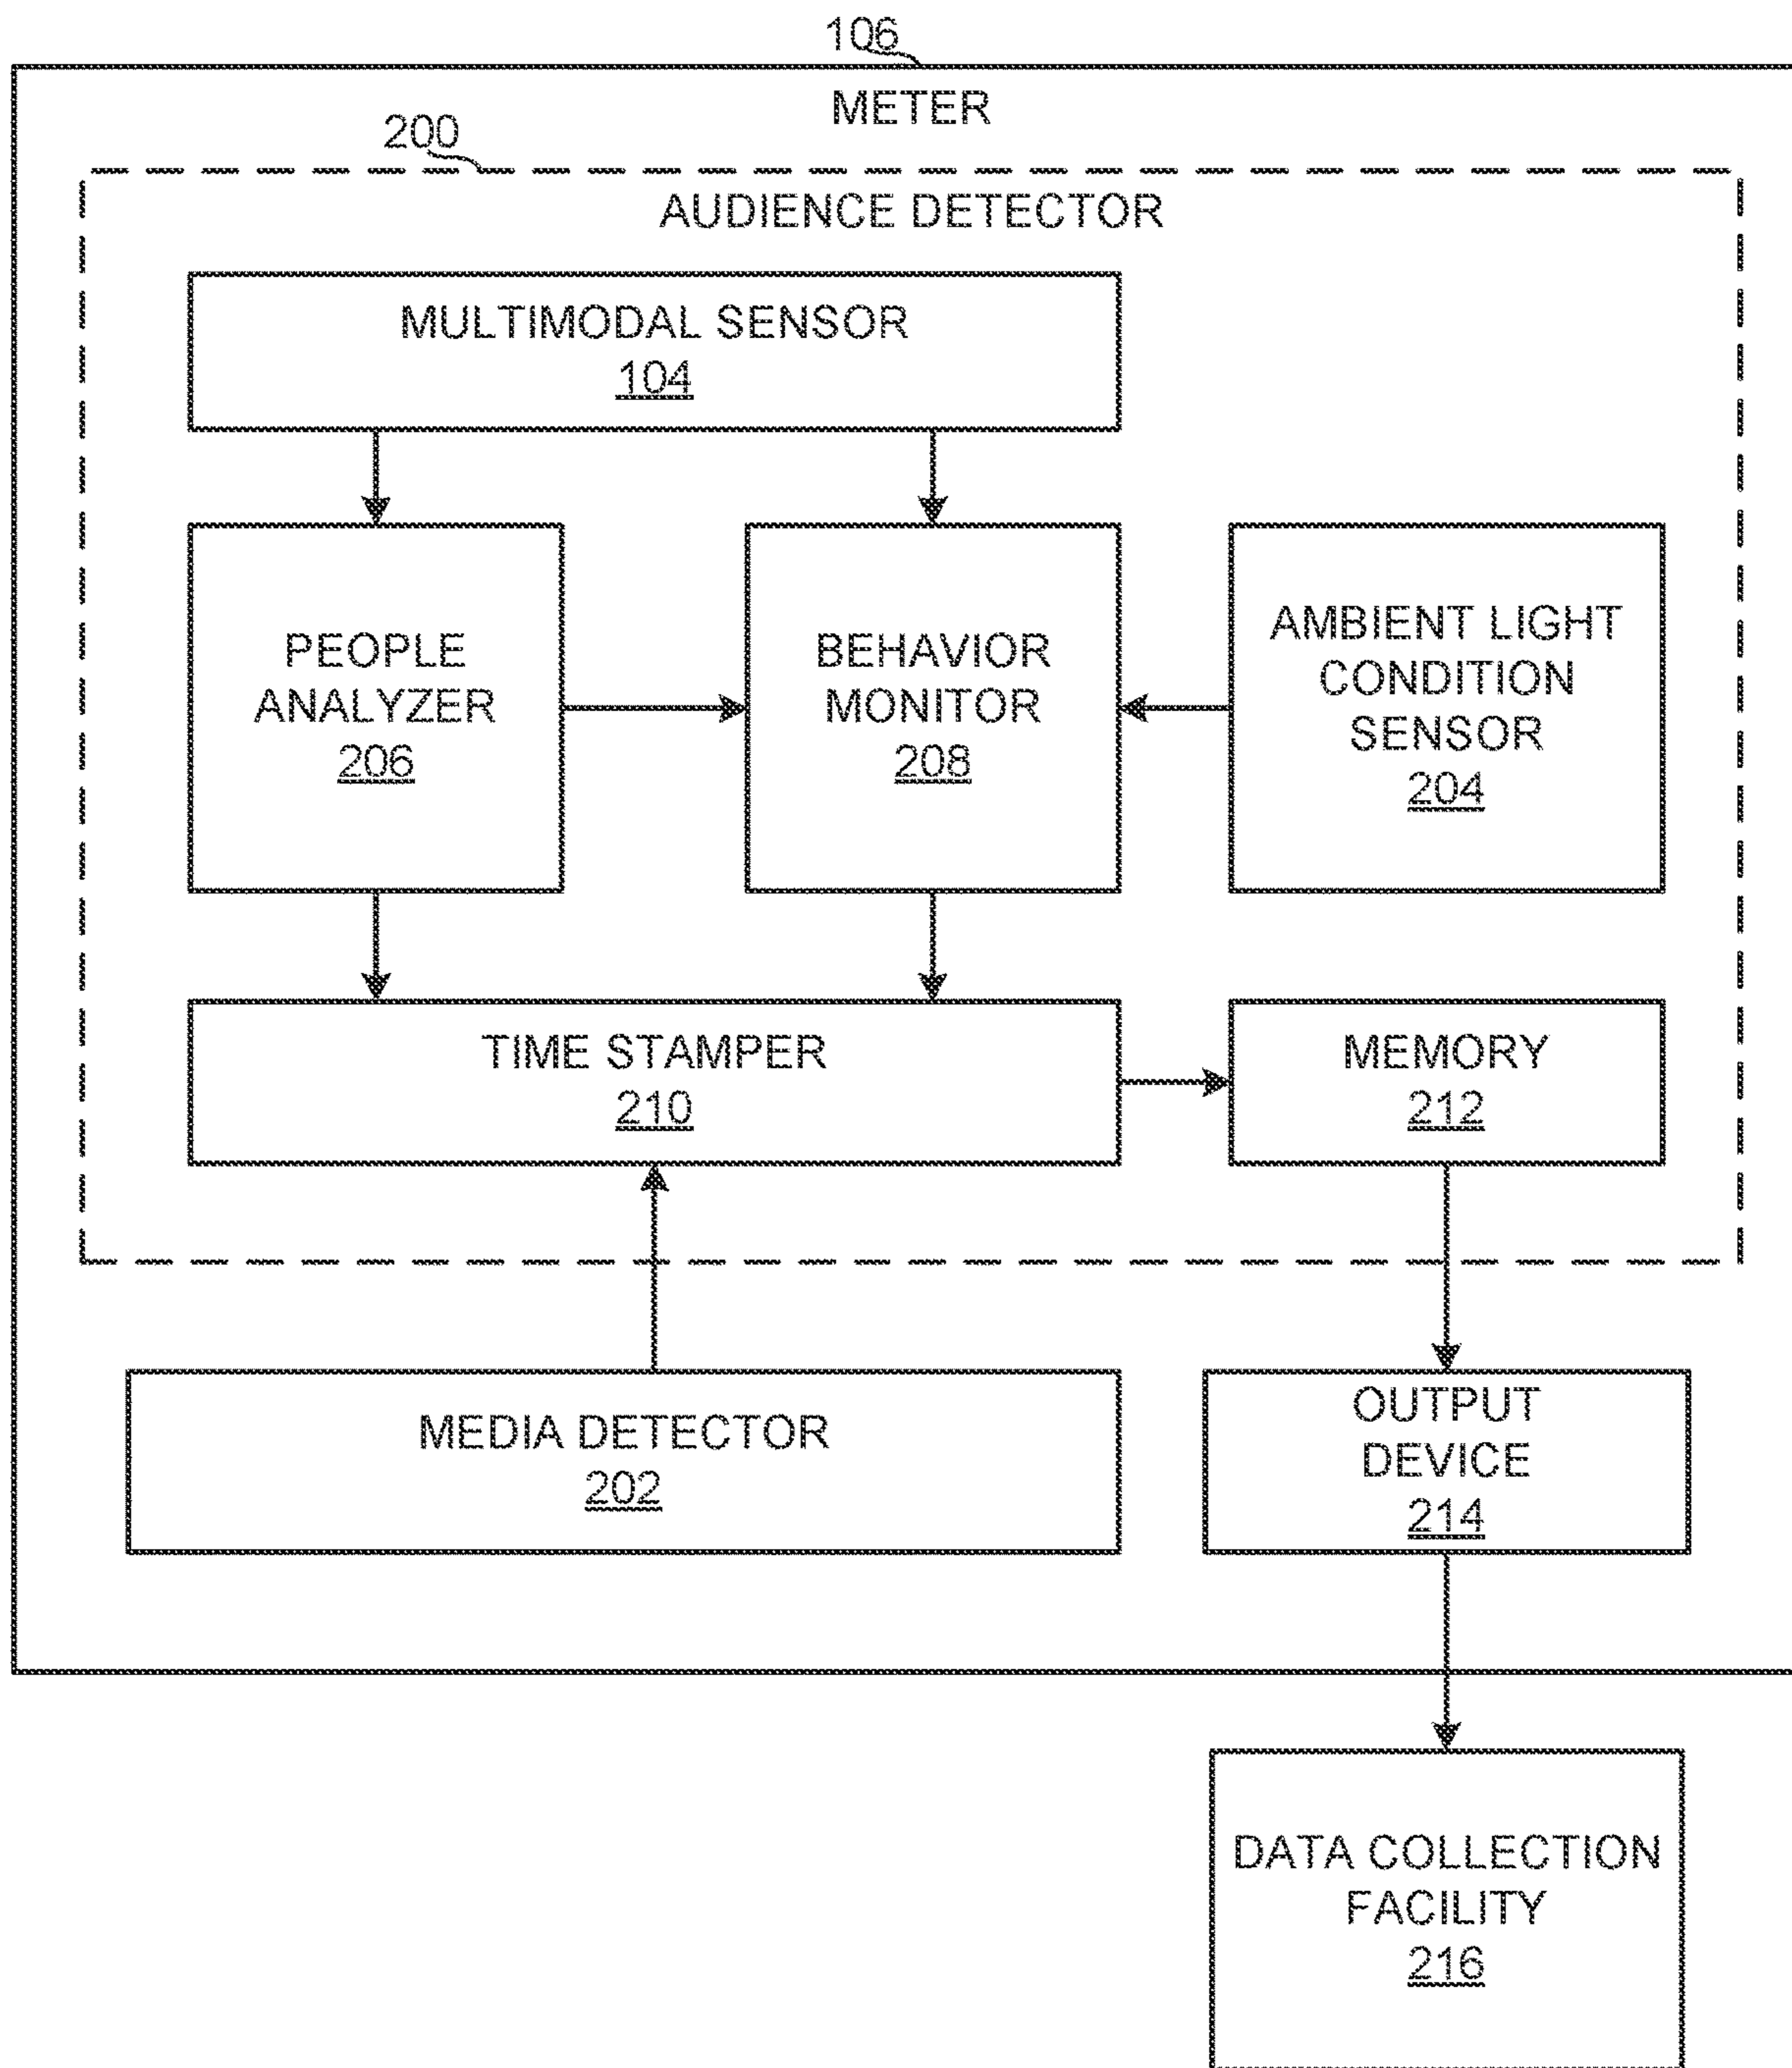 106
METER
200
AUDIENCE DETECTOR
MULTIMODAL SENSOR
104
PEOPLE
ANALYZER
206
BEHAVIOR
MONITOR
208
AMBIENT LIGHT
CONDITION
SENSOR
204
TIME STAMPER
210
MEMORY
212
MEDIA DETECTOR
202
OUTPUT
DEVICE
214
DATA COLLECTION
FACILITY
216